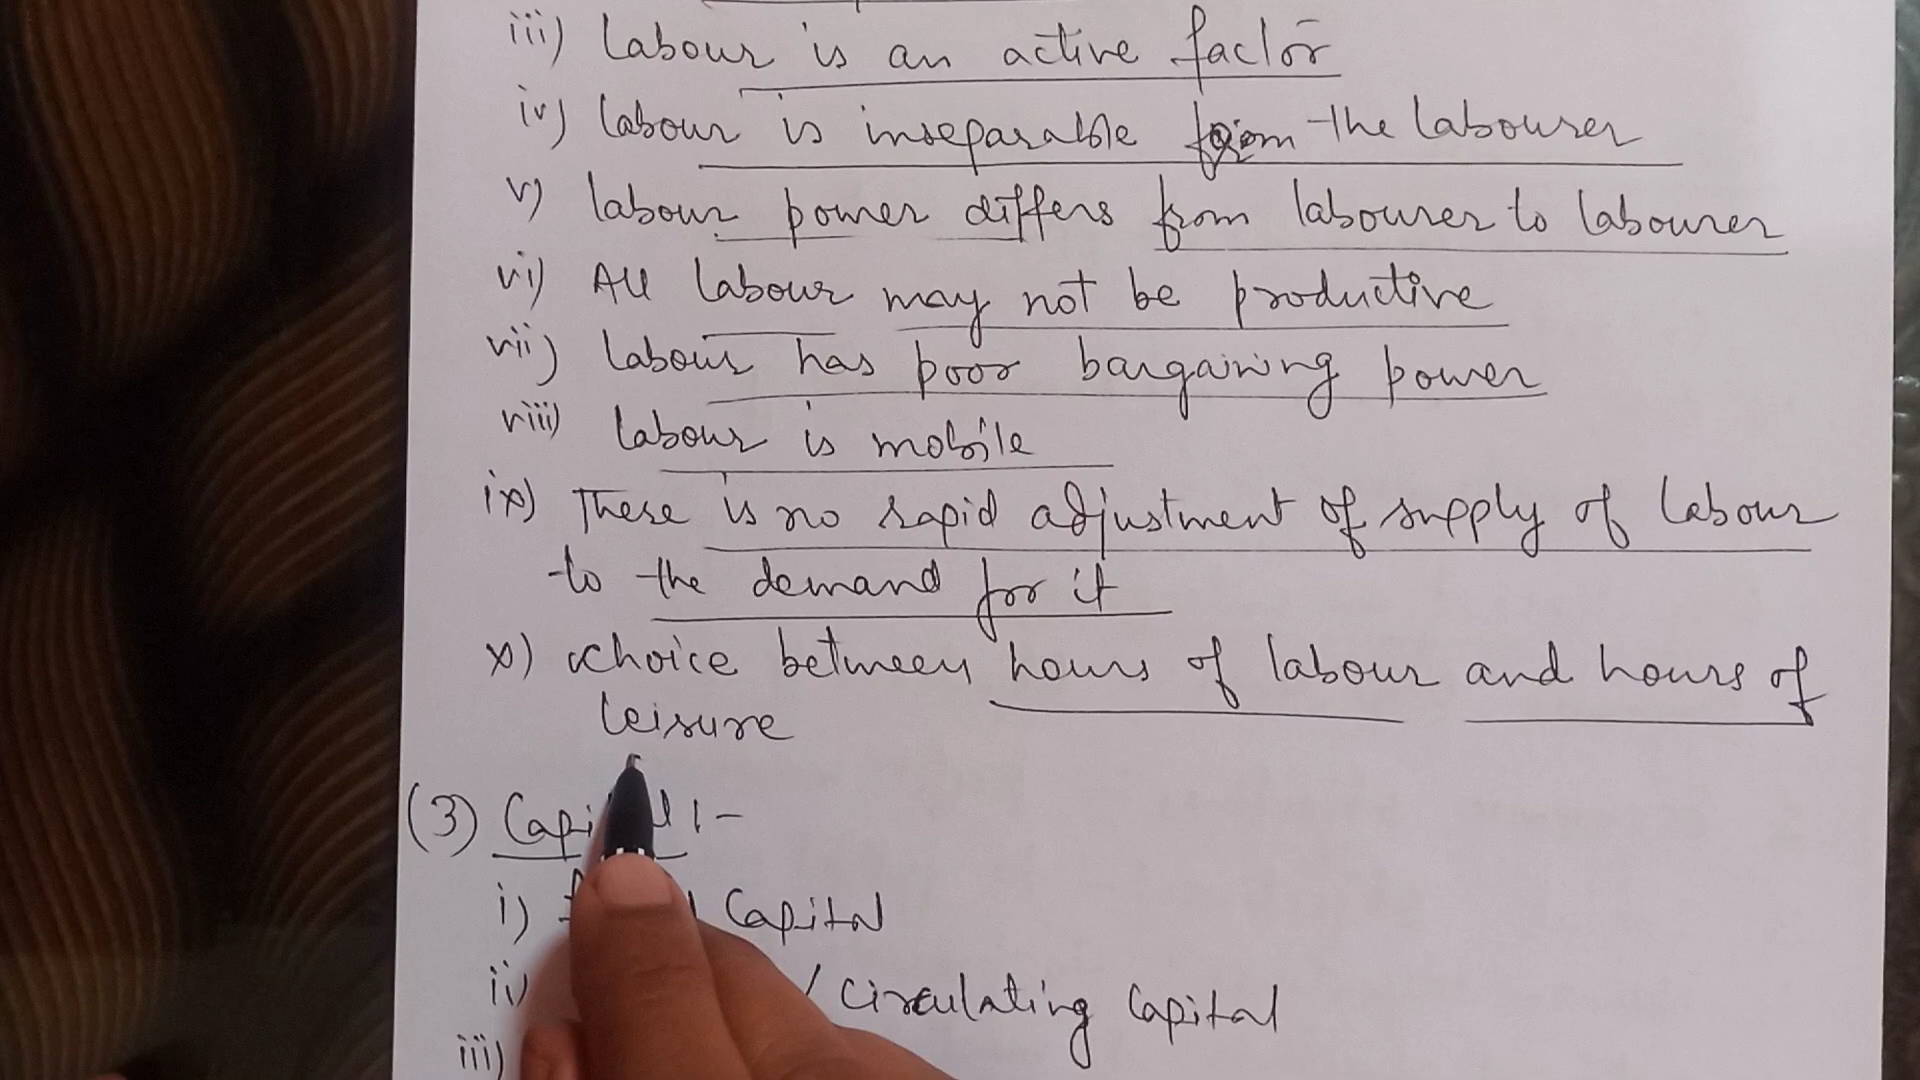 iii) Labour is an active factor
iv) Labour is inseparable from the Labourer
v) labour power differs from labourer to labourer
vi) All labour may not be productive
vii) labour has poor bargaining power
viii) Labour is mobile
ix) There is no rapid adjustment of supply of labour
to the demand for it
x) choice between hours of labour and hours of
leisure
(3) Capital :-
i) Capital
ii) / Circulating Capital
iii)